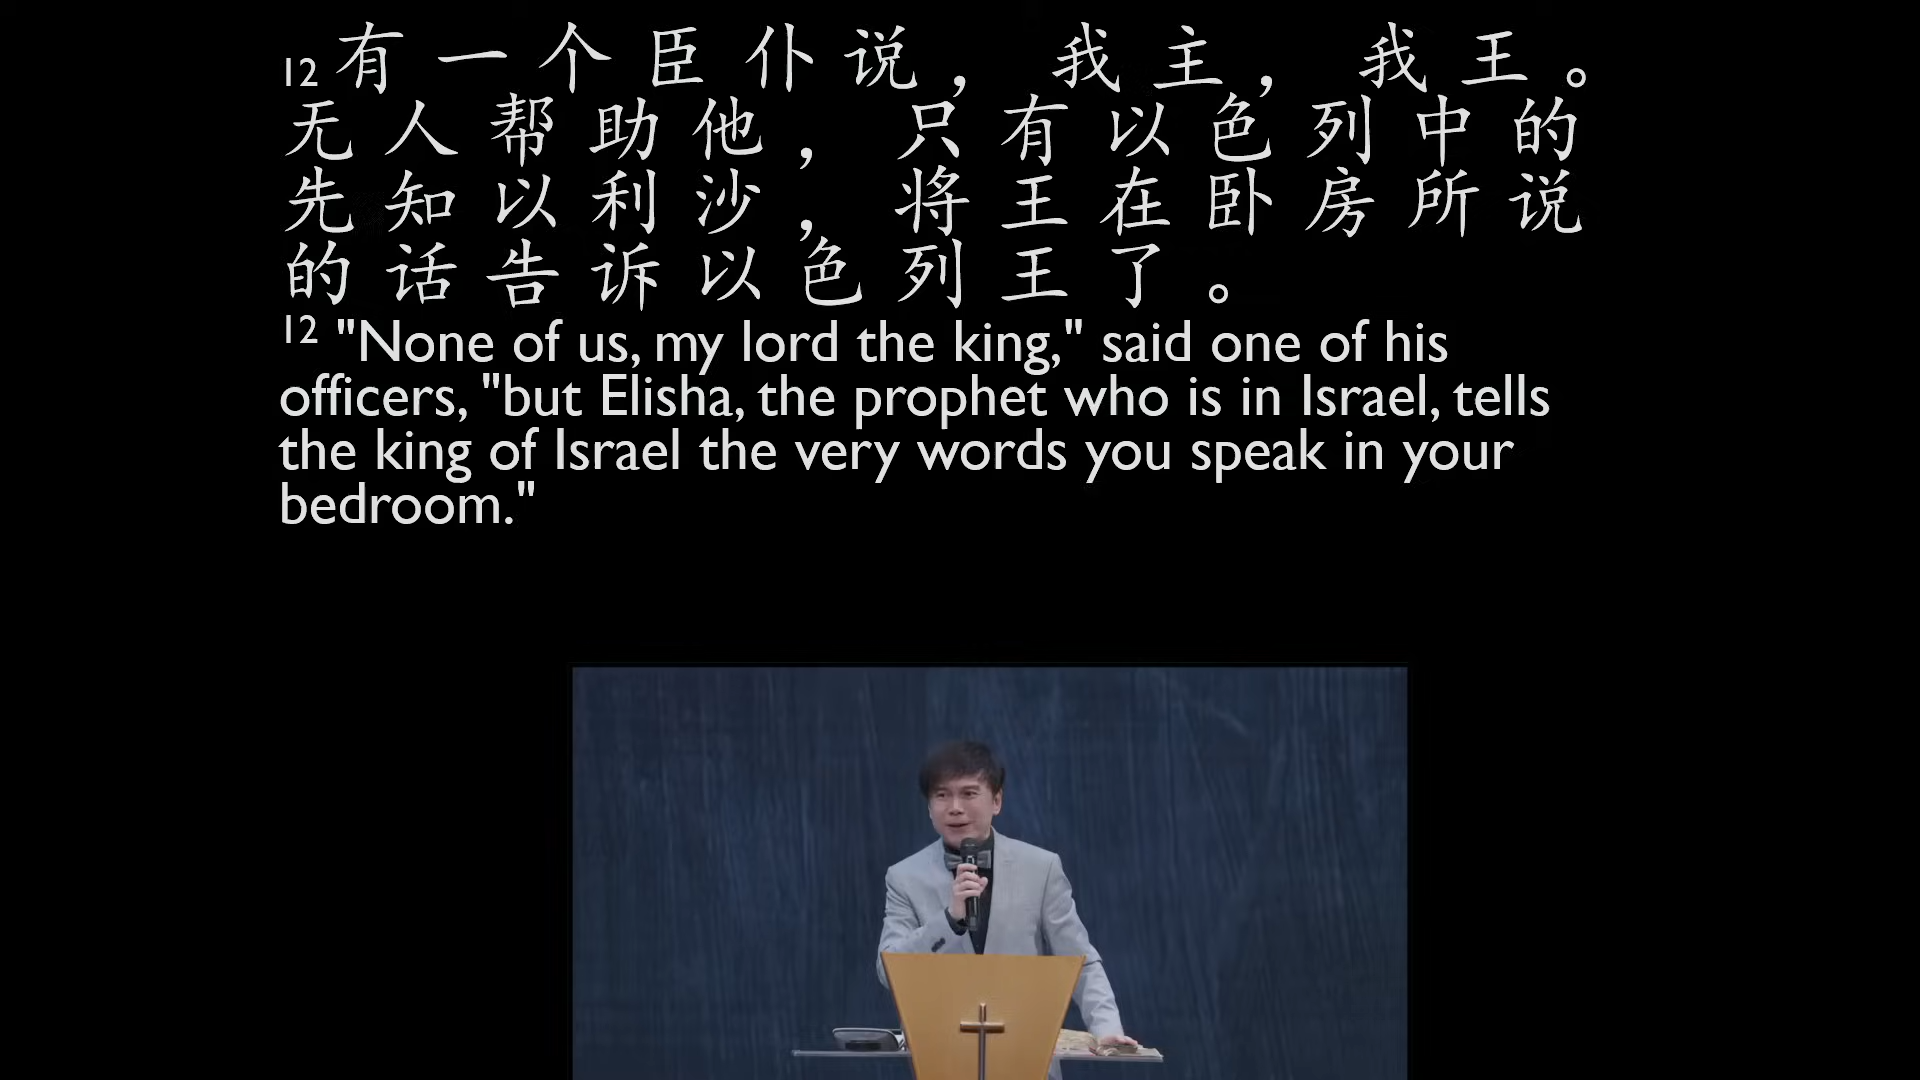 12有一个臣仆说，我主，我王。
无人帮助他，只有以色列中的
先知以利沙，将王在卧房所说
的话告诉以色列王了。
12 "None of us, my lord the king," said one of his
officers, "but Elisha, the prophet who is in Israel, tells
the king of Israel the very words you speak in your
bedroom."